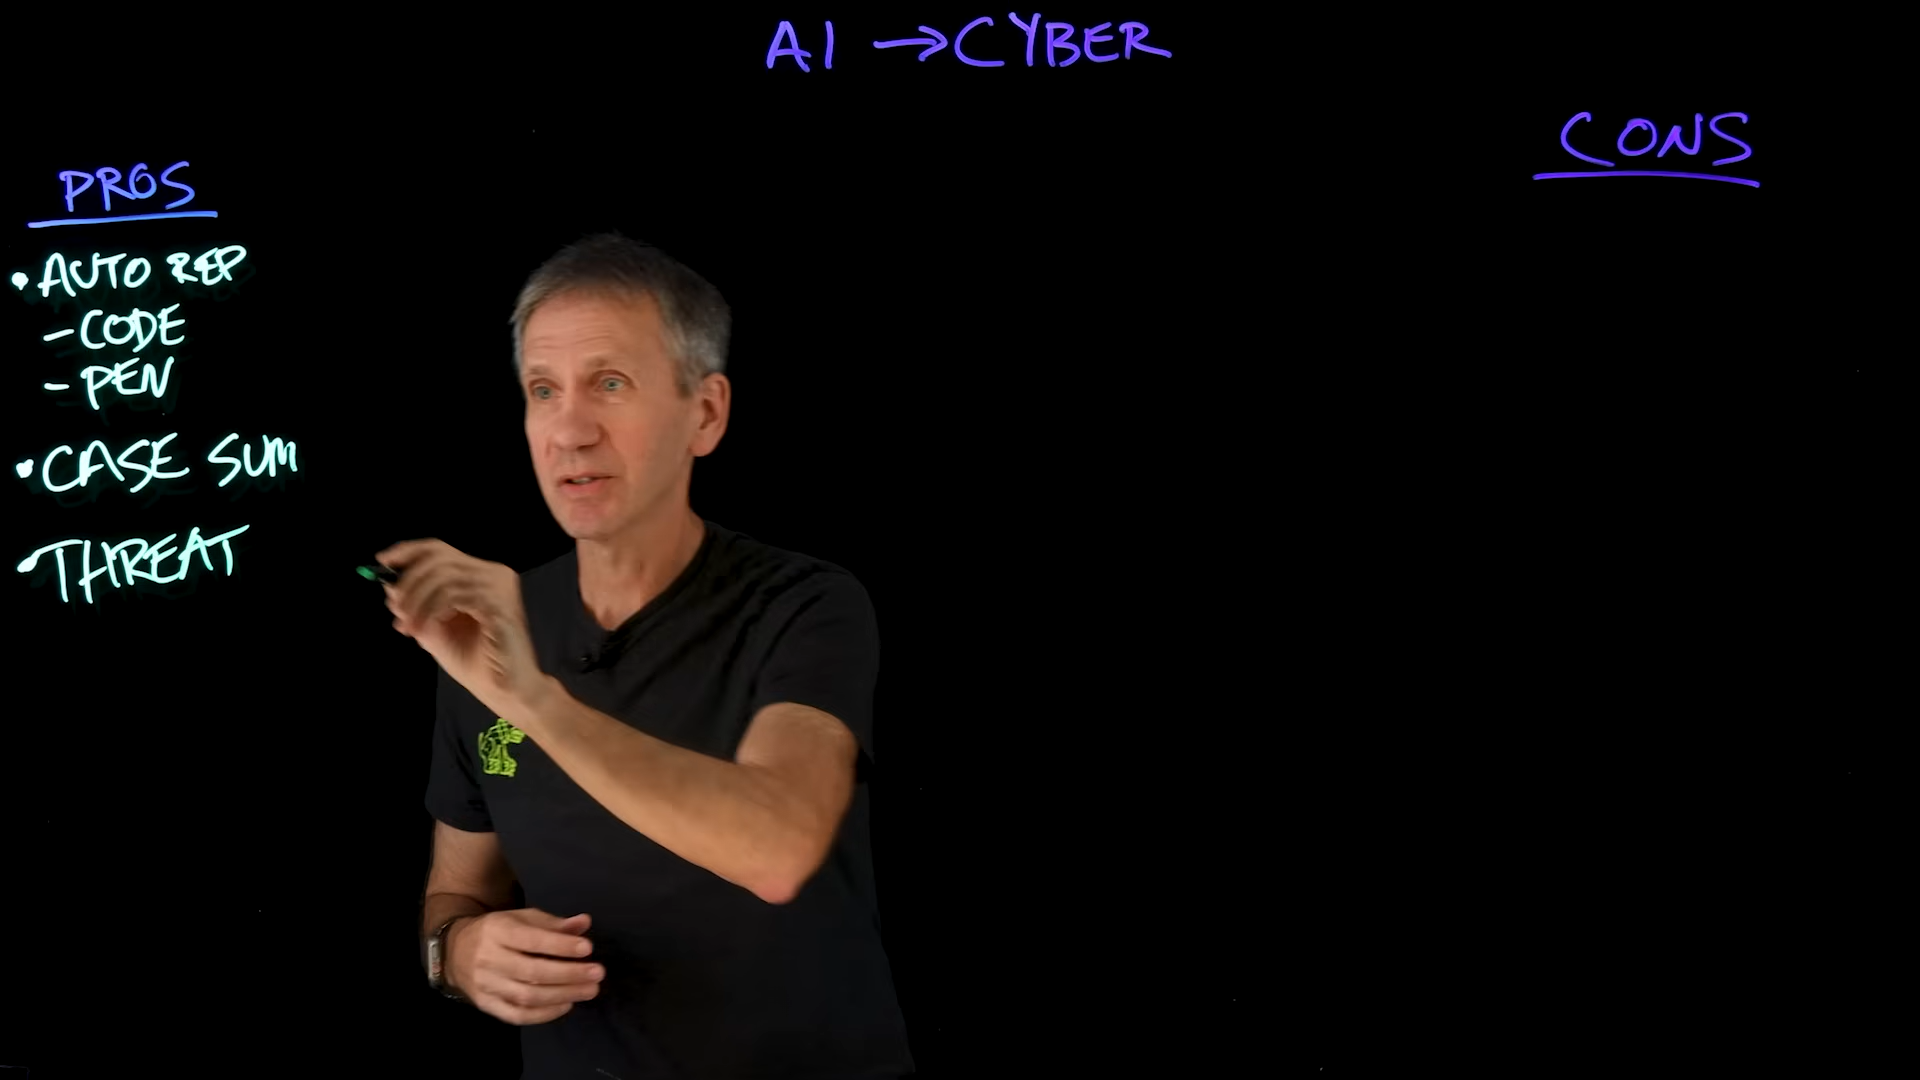 AI → CYBER
PROS
• AUTO REP
- CODE
- PEN
• CASE SUM
• THREAT
CONS